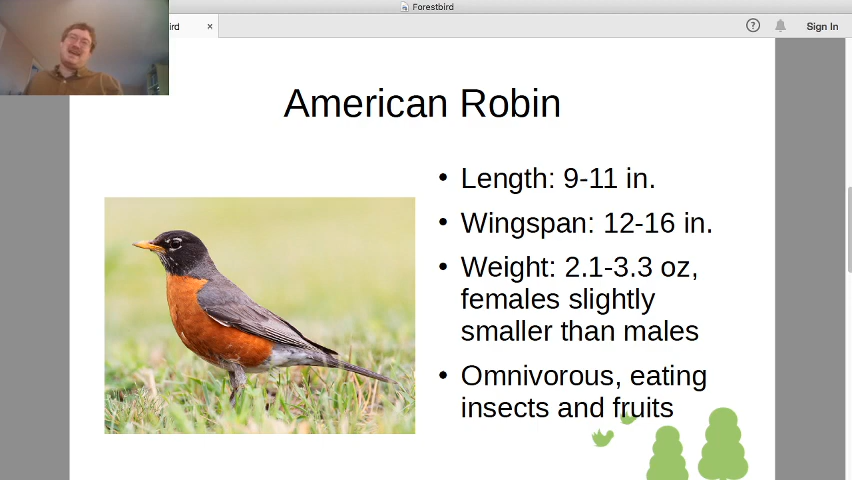 Forestbird
ird ×
? Sign In
American Robin
• Length: 9-11 in.
• Wingspan: 12-16 in.
• Weight: 2.1-3.3 oz,
females slightly
smaller than males
• Omnivorous, eating
insects and fruits